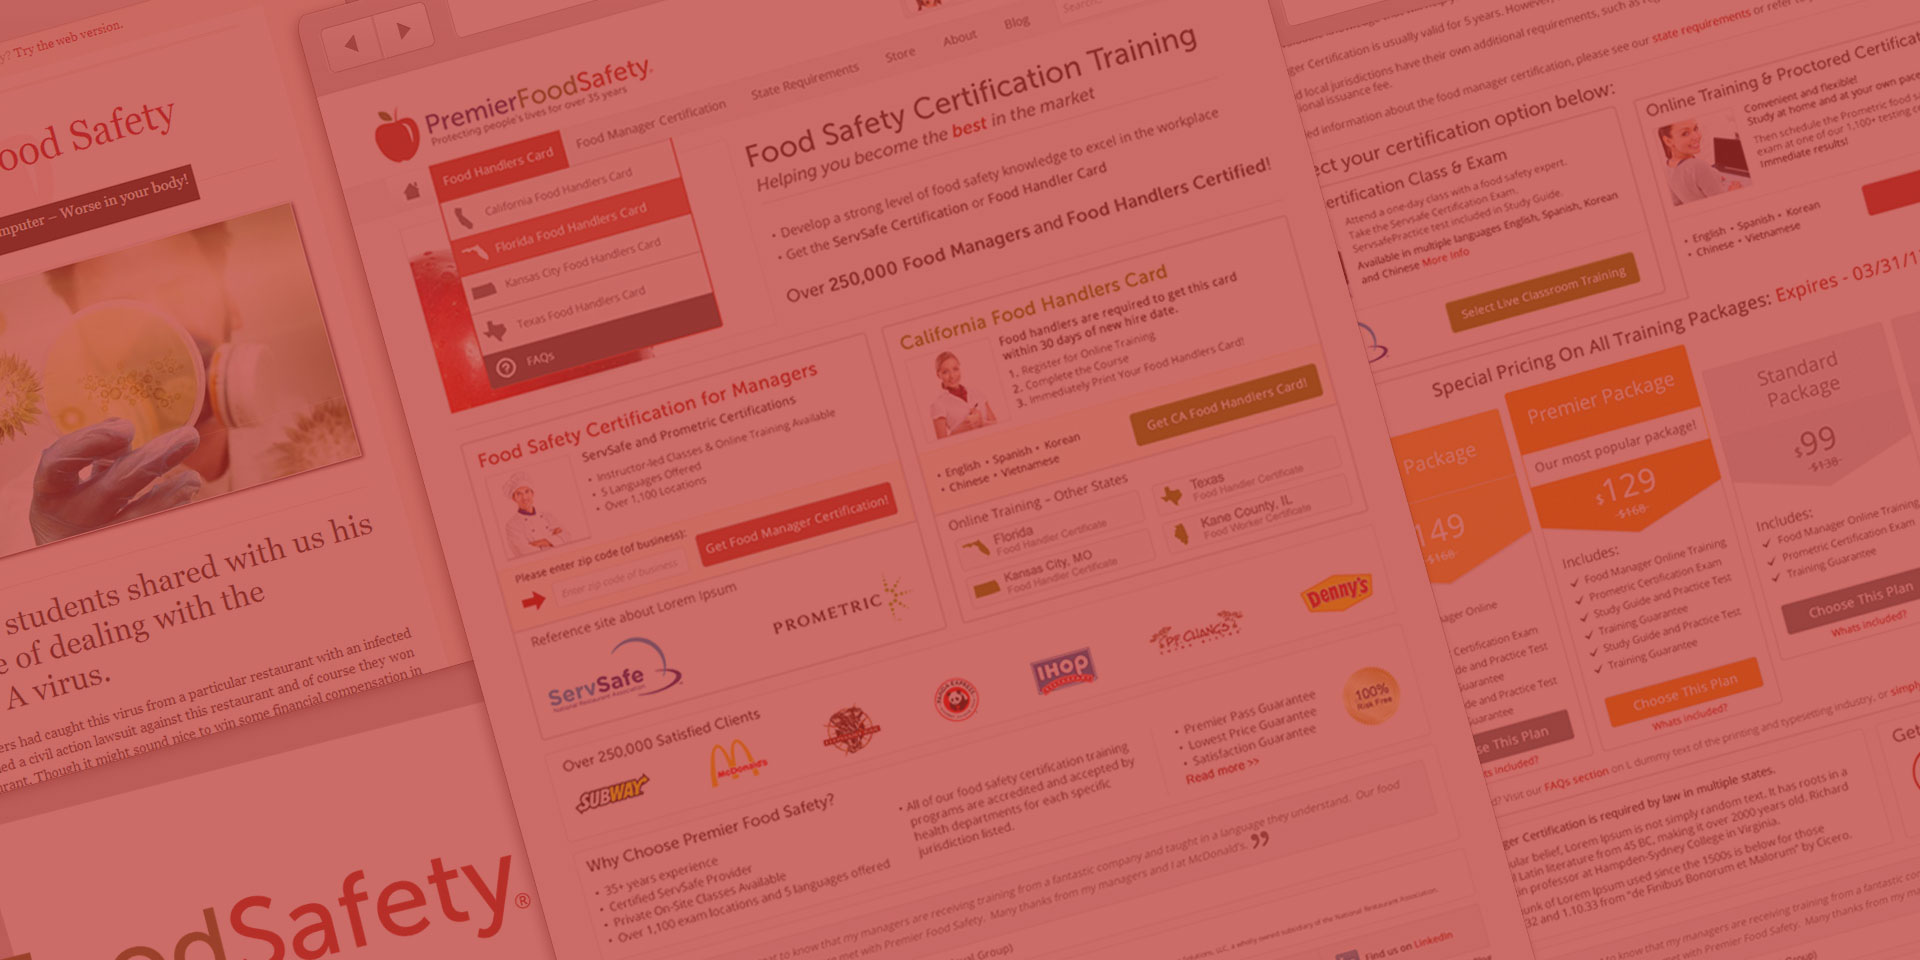 y? Try the web version.
ood Safety
mputer – Worse in your body!
students shared with us his
e of dealing with the
A virus.
ers had caught this virus from a particular restaurant with an infected
ed a civil action lawsuit against this restaurant and of course they won
urant. Though it might sound nice to win some financial compensation in
odSafety®
PremierFoodSafety
Protecting people's lives for over 35 years
Food Handlers Card
Food Manager Certification
State Requirements
Store
About
Blog
Search
California Food Handlers Card
Florida Food Handlers Card
Kansas City Food Handlers Card
Texas Food Handlers Card
FAQs
Food Safety Certification Training
Helping you become the best in the market
• Develop a strong level of food safety knowledge to excel in the workplace
• Get the ServSafe Certification or Food Handler Card
Over 250,000 Food Managers and Food Handlers Certified!
Food Safety Certification for Managers
ServSafe and Prometric Certifications
• Instructor-led Classes & Online Training Available
• 5 Languages Offered
• Over 1,100 Locations
Please enter zip code (of business):
Enter zip code of business
Get Food Manager Certification!
California Food Handlers Card
Food handlers are required to get this card
within 30 days of new hire date.
1. Register for Online Training
2. Complete the Course
3. Immediately Print Your Food Handlers Card!
• English • Spanish • Korean
• Chinese • Vietnamese
Get CA Food Handlers Card!
Online Training – Other States
Florida
Food Handler Certificate
Texas
Food Handler Certificate
Kansas City, MO
Food Handler Certificate
Kane County, IL
Food Worker Certificate
Reference site about Lorem Ipsum
ServSafe
National Restaurant Association
PROMETRIC
Over 250,000 Satisfied Clients
SUBWAY
McDonald's
PANDA EXPRESS
IHOP
RESTAURANT
P.F. CHANG'S
Denny's
Why Choose Premier Food Safety?
• 35+ years experience
• Certified ServSafe Provider
• Private On-Site Classes Available
• Over 1,100 exam locations and 5 languages offered
• All of our food safety certification training
programs are accredited and accepted by
health departments for each specific
jurisdiction listed.
• Premier Pass Guarantee
• Lowest Price Guarantee
• Satisfaction Guarantee
Read more >>
100%
Risk Free
at to know that my managers are receiving training from a fantastic company and taught in a language they understand. Our food
met with Premier Food Safety. Many thanks from my managers and I at McDonald's.
Group)
LLC, a wholly owned subsidiary of the National Restaurant Association.
Find us on LinkedIn
ger Certification is usually valid for 5 years. However,
d local jurisdictions have their own additional requirements, such as
ional issuance fee.
ed information about the food manager certification, please see our state requirements or refer to
ect your certification option below:
ertification Class & Exam
Attend a one-day class with a food safety expert.
Take the Servsafe Certification Exam.
ServsafePractice test included in Study Guide.
Available in multiple languages English, Spanish, Korean
and Chinese More Info
Select Live Classroom Training
Online Training & Proctored Certificat
Convenient and flexible!
Study at home and at your own pace
Then schedule the Prometric food s
exam at one of our 1,100+ testing c
Immediate results!
• English • Spanish • Korean
• Chinese • Vietnamese
Special Pricing On All Training Packages: Expires - 03/31/1
Package
149
-$168-
ager Online
Certification Exam
de and Practice Test
uarantee
de and Practice Test
uarantee
se This Plan
ts included?
Premier Package
Our most popular package!
$129
-$168-
Includes:
Food Manager Online Training
Prometric Certification Exam
Study Guide and Practice Test
Training Guarantee
Study Guide and Practice Test
Training Guarantee
Choose This Plan
Whats included?
Standard
Package
$99
-$138-
Includes:
Food Manager Online Training
Prometric Certification Exam
Training Guarantee
Choose This Plan
Whats included?
d? Visit our FAQs section on L dummy text of the printing and typesetting industry, or simply
Get
ger Certification is required by law in multiple states.
ular belief, Lorem Ipsum is not simply random text. It has roots in a
l Latin literature from 45 BC, making it over 2000 years old. Richard
in professor at Hampden-Sydney College in Virginia.
unk of Lorem Ipsum used since the 1500s is below for those
32 and 1.10.33 from "de Finibus Bonorum et Malorum" by Cicero.
know that my managers are receiving training from a fantastic co
et with Premier Food Safety. Many thanks from my ma
Group)